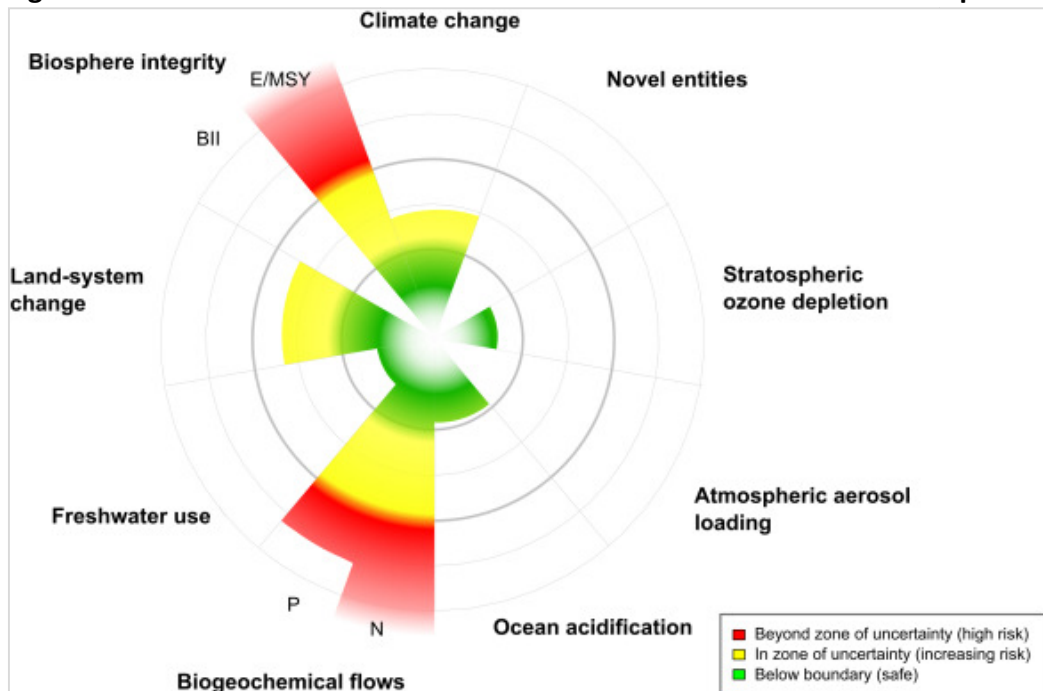 Climate change
Biosphere integrity
E/MSY
Novel entities
BII
Land-system
change
Stratospheric
ozone depletion
Freshwater use
Atmospheric aerosol
loading
P
N
Ocean acidification
Biogeochemical flows
Beyond zone of uncertainty (high risk)
In zone of uncertainty (increasing risk)
Below boundary (safe)